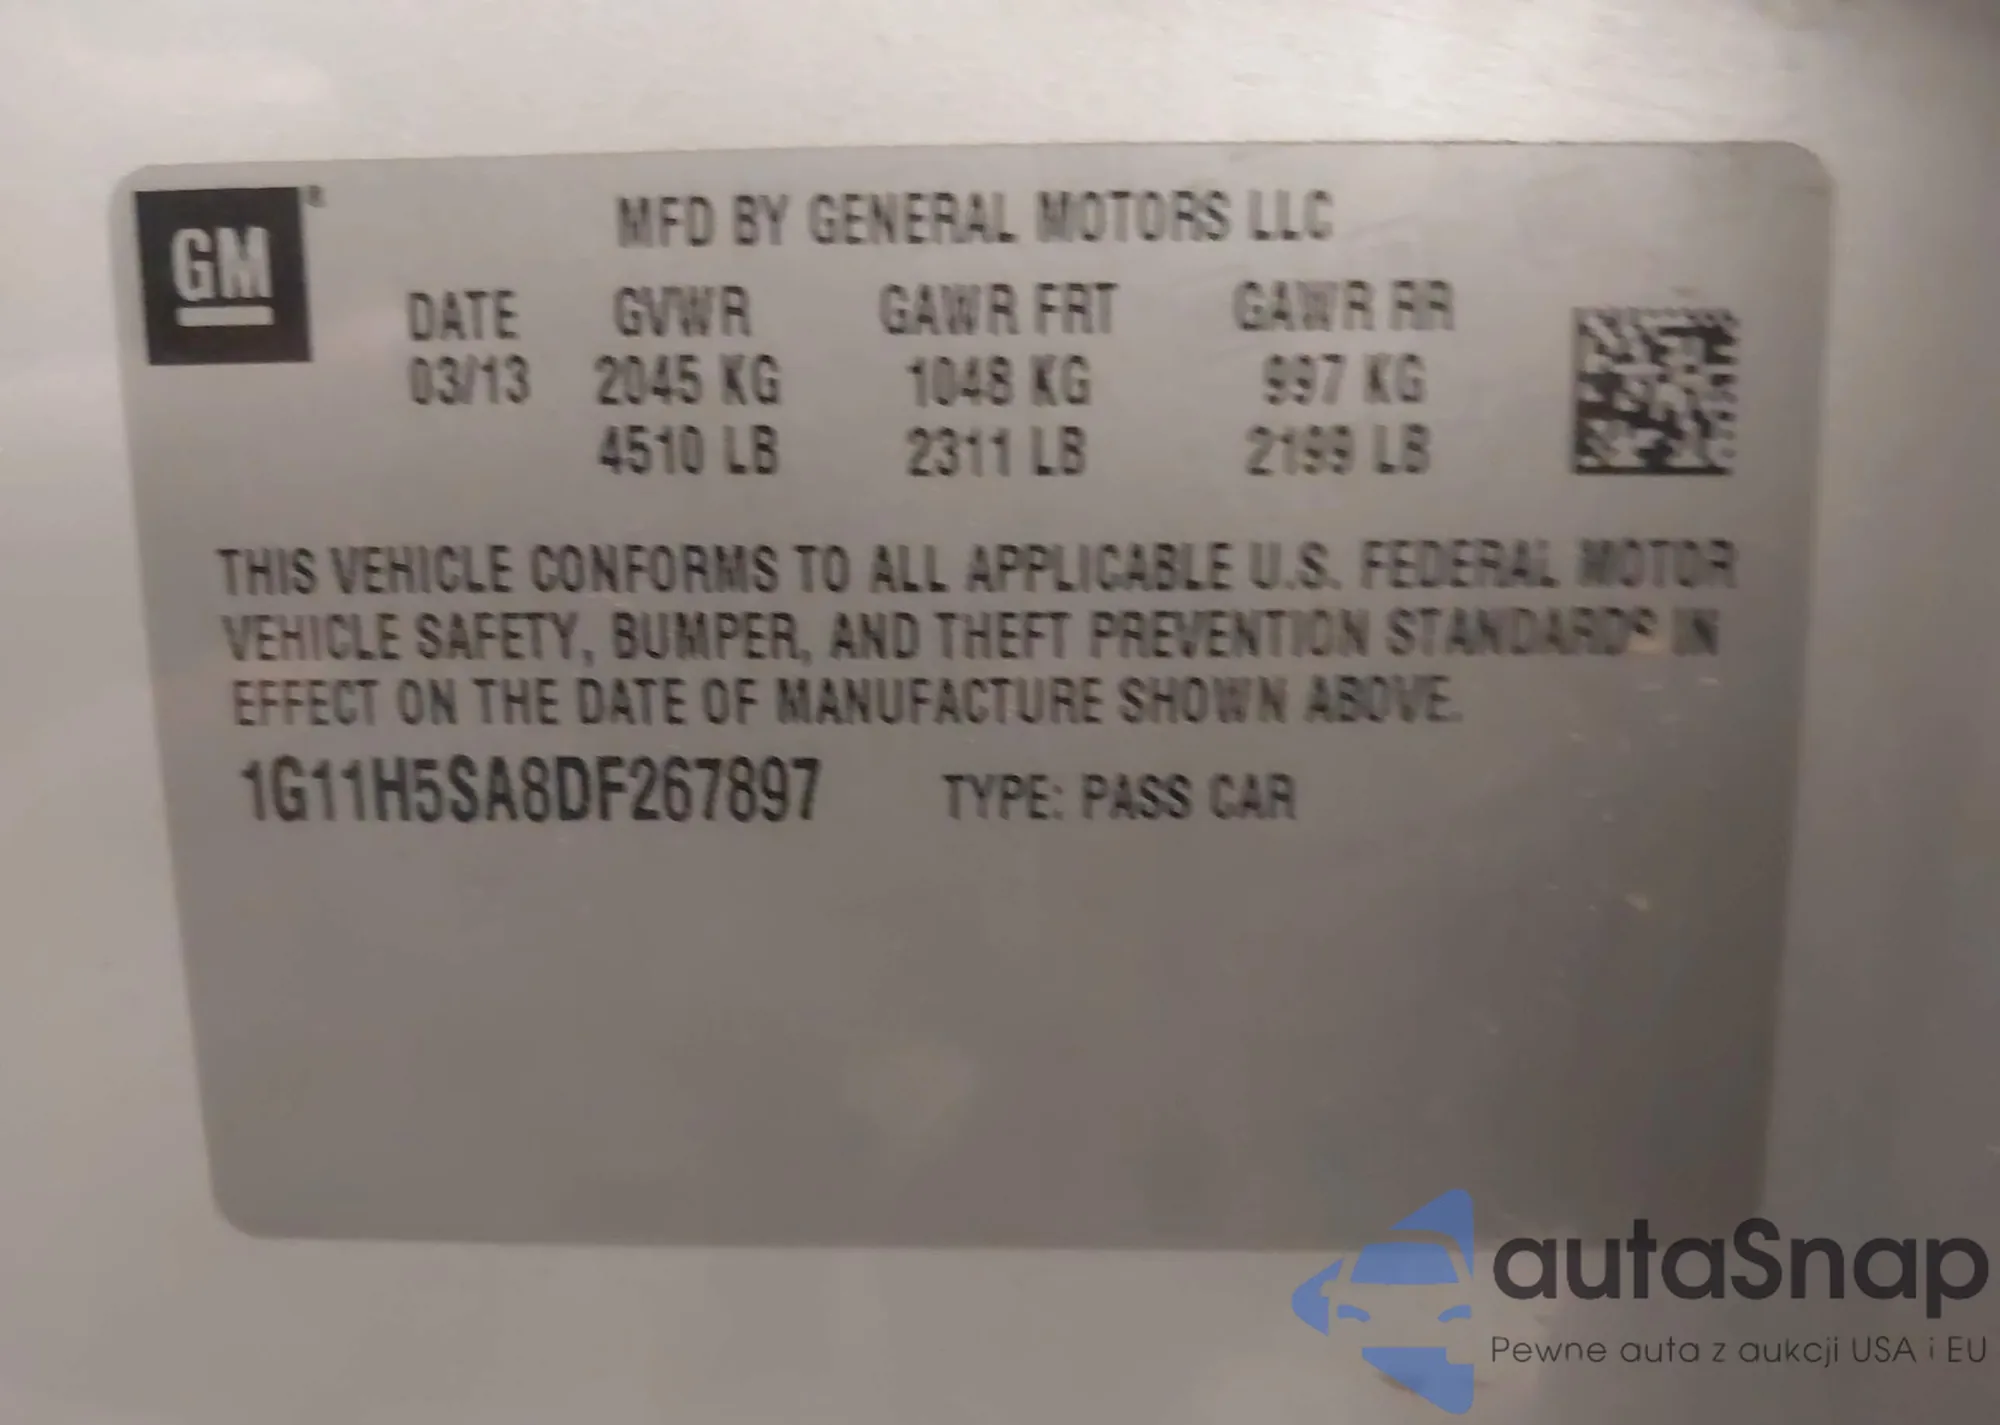 GM®
MFD BY GENERAL MOTORS LLC
DATE GVWR GAWR FRT GAWR RR
03/13 2045 KG 1048 KG 997 KG
4510 LB 2311 LB 2199 LB
THIS VEHICLE CONFORMS TO ALL APPLICABLE U.S. FEDERAL MOTOR
VEHICLE SAFETY, BUMPER, AND THEFT PREVENTION STANDARDS IN
EFFECT ON THE DATE OF MANUFACTURE SHOWN ABOVE.
1G11H5SA8DF267897 TYPE: PASS CAR
autaSnap
Pewne auta z aukcji USA i EU